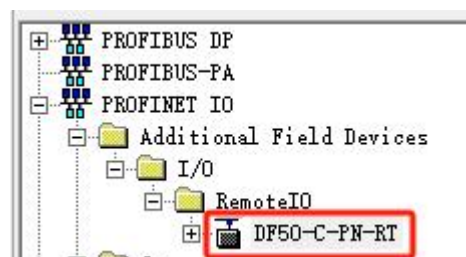 PROFIBUS DP
PROFIBUS-PA
PROFINET IO
Additional Field Devices
I/O
RemoteIO
DF50-C-PN-RT